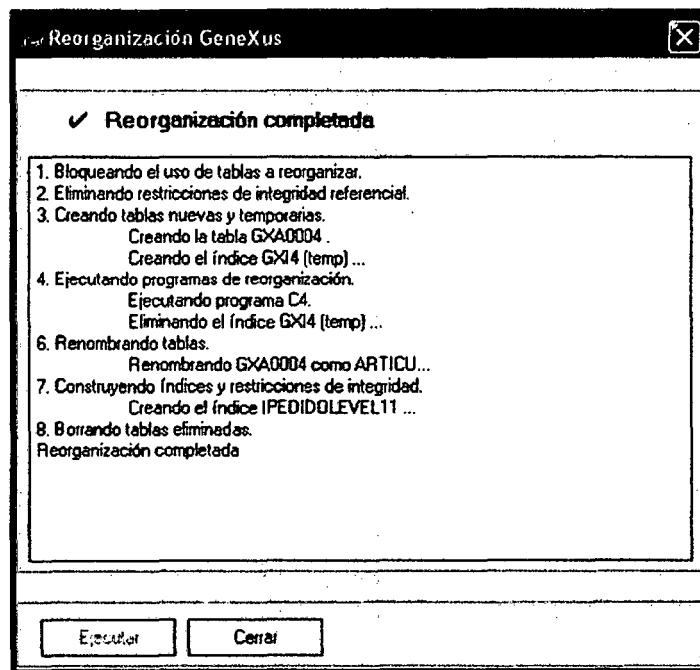 Reorganización GeneXus
✔ Reorganización completada
1. Bloqueando el uso de tablas a reorganizar.
2. Eliminando restricciones de integridad referencial.
3. Creando tablas nuevas y temporarias.
Creando la tabla GXA0004 .
Creando el índice GXI4 (temp) ...
4. Ejecutando programas de reorganización.
Ejecutando programa C4.
Eliminando el índice GXI4 (temp) ...
6. Renombrando tablas.
Renombrando GXA0004 como ARTICU...
7. Construyendo índices y restricciones de integridad.
Creando el índice IPEDIDOLEVEL11 ...
8. Borrando tablas eliminadas.
Reorganización completada
Ejecutar
Cerrar